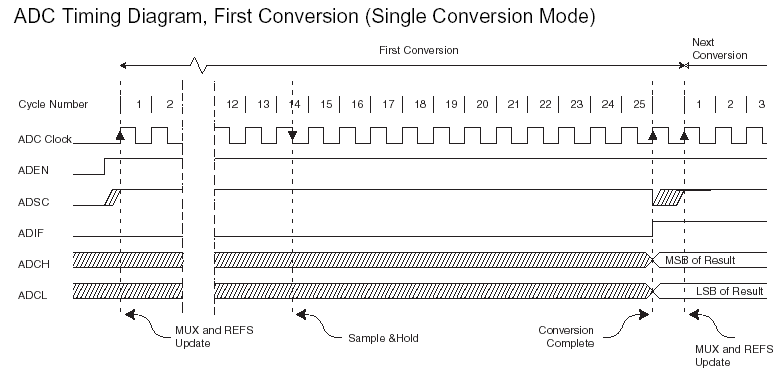 ADC Timing Diagram, First Conversion (Single Conversion Mode)
First Conversion
Next
Conversion
Cycle Number
1 2 12 13 14 15 16 17 18 19 20 21 22 23 24 25 1 2 3
ADC Clock
ADEN
ADSC
ADIF
ADCH
MSB of Result
ADCL
LSB of Result
MUX and REFS
Update
Sample &Hold
Conversion
Complete
MUX and REFS
Update